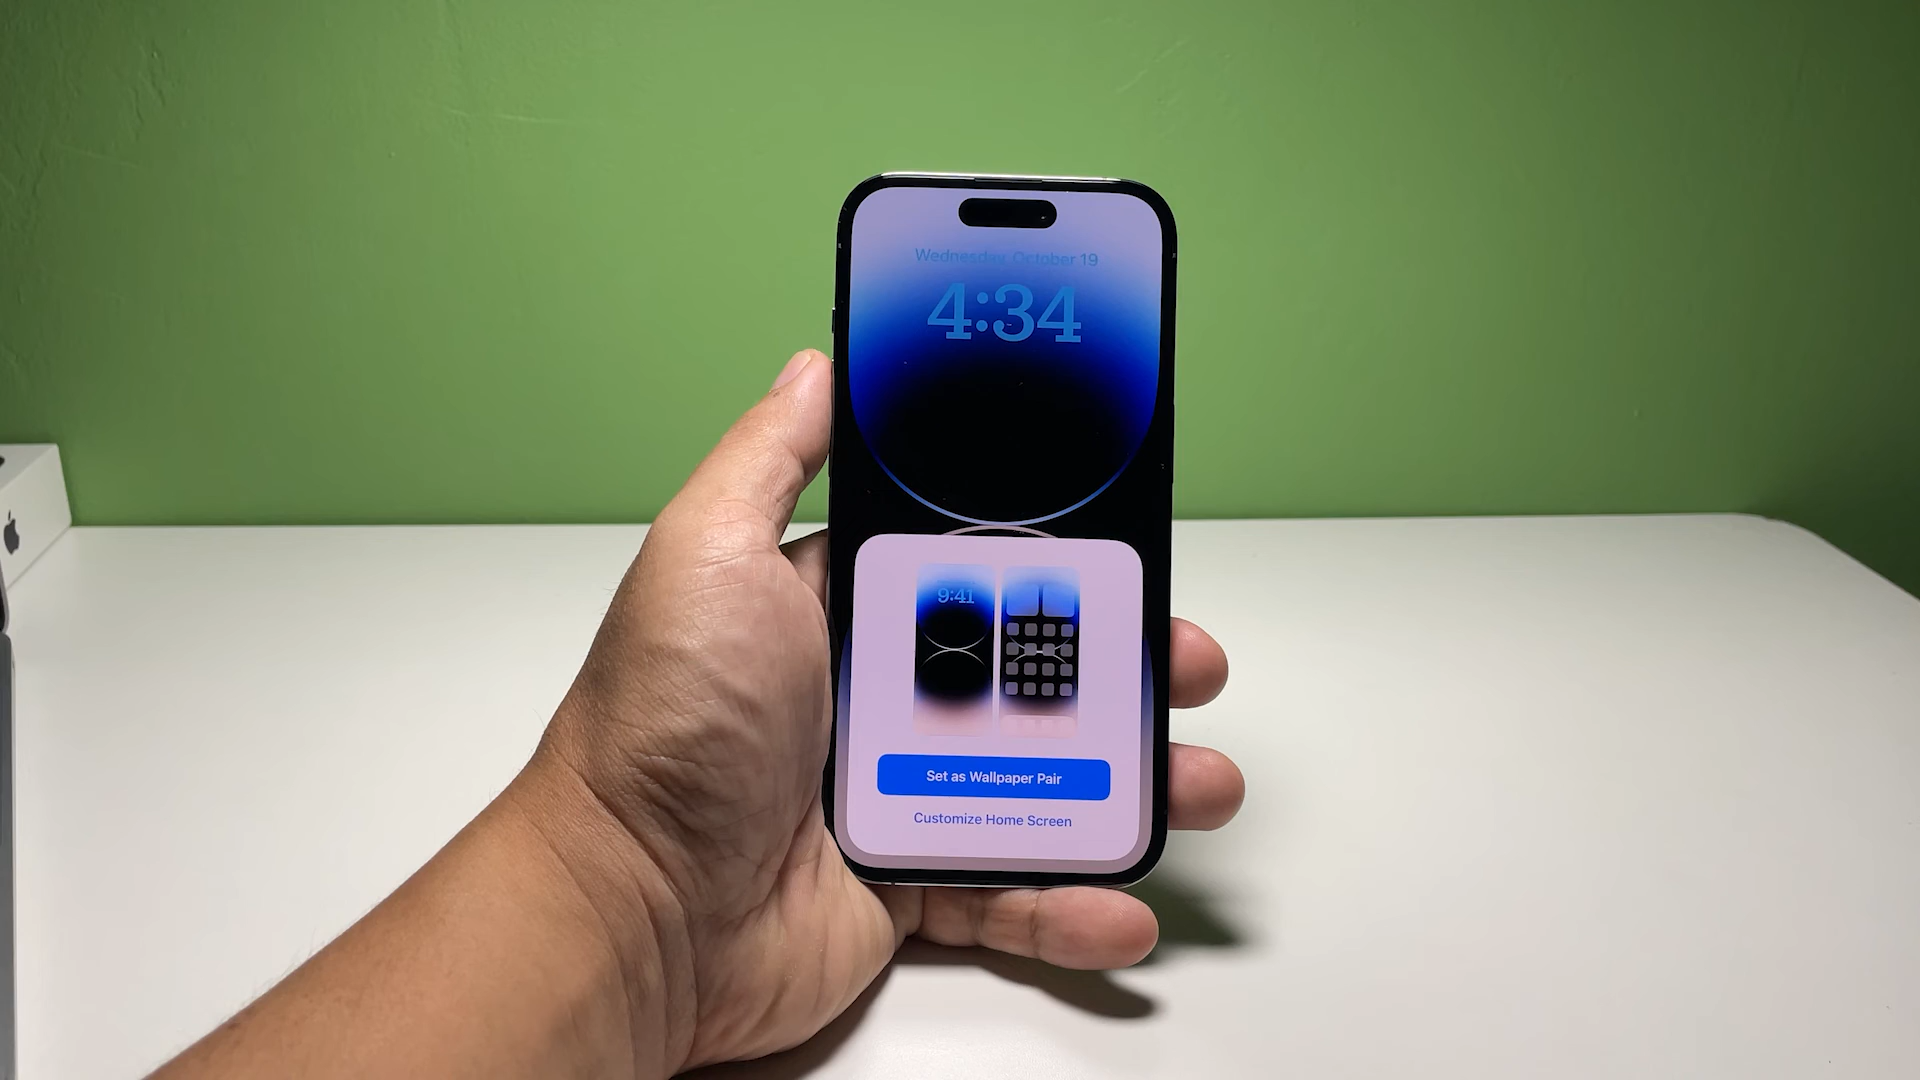 Wednesday, October 19
4:34
9:41
Set as Wallpaper Pair
Customize Home Screen